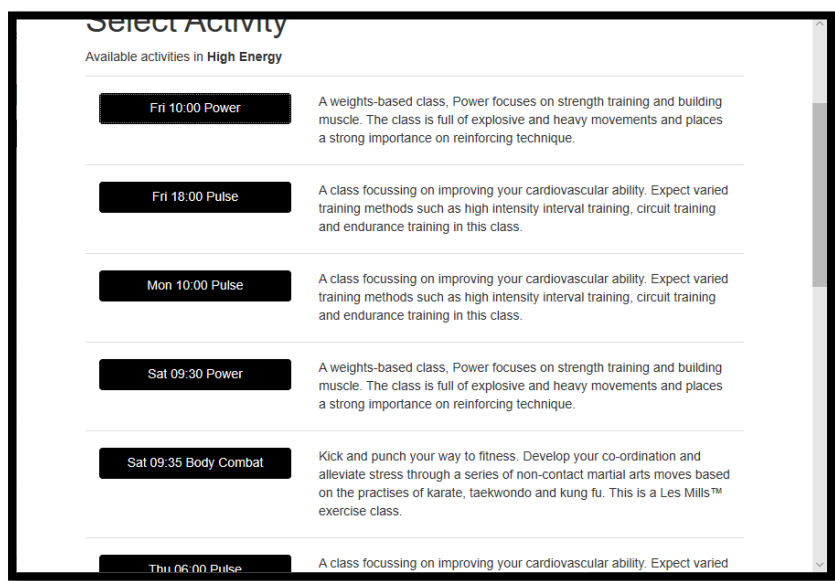 Select Activity
Available activities in High Energy
Fri 10:00 Power
A weights-based class, Power focuses on strength training and building
muscle. The class is full of explosive and heavy movements and places
a strong importance on reinforcing technique.
Fri 18:00 Pulse
A class focussing on improving your cardiovascular ability. Expect varied
training methods such as high intensity interval training, circuit training
and endurance training in this class.
Mon 10:00 Pulse
A class focussing on improving your cardiovascular ability. Expect varied
training methods such as high intensity interval training, circuit training
and endurance training in this class.
Sat 09:30 Power
A weights-based class, Power focuses on strength training and building
muscle. The class is full of explosive and heavy movements and places
a strong importance on reinforcing technique.
Sat 09:35 Body Combat
Kick and punch your way to fitness. Develop your co-ordination and
alleviate stress through a series of non-contact martial arts moves based
on the practises of karate, taekwondo and kung fu. This is a Les Mills™
exercise class.
Thu 06:00 Pulse
A class focussing on improving your cardiovascular ability. Expect varied